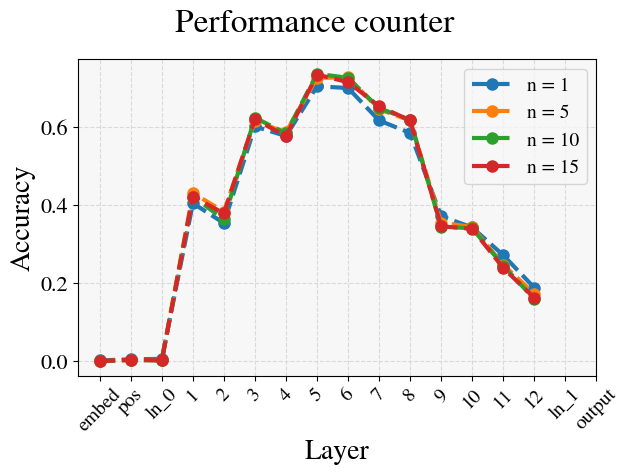 Performance counter
n = 1
n = 5
n = 10
n = 15
Accuracy
0.6
0.4
0.2
0.0
embed pos ln_0 1 2 3 4 5 6 7 8 9 10 11 12 ln_1 output
Layer